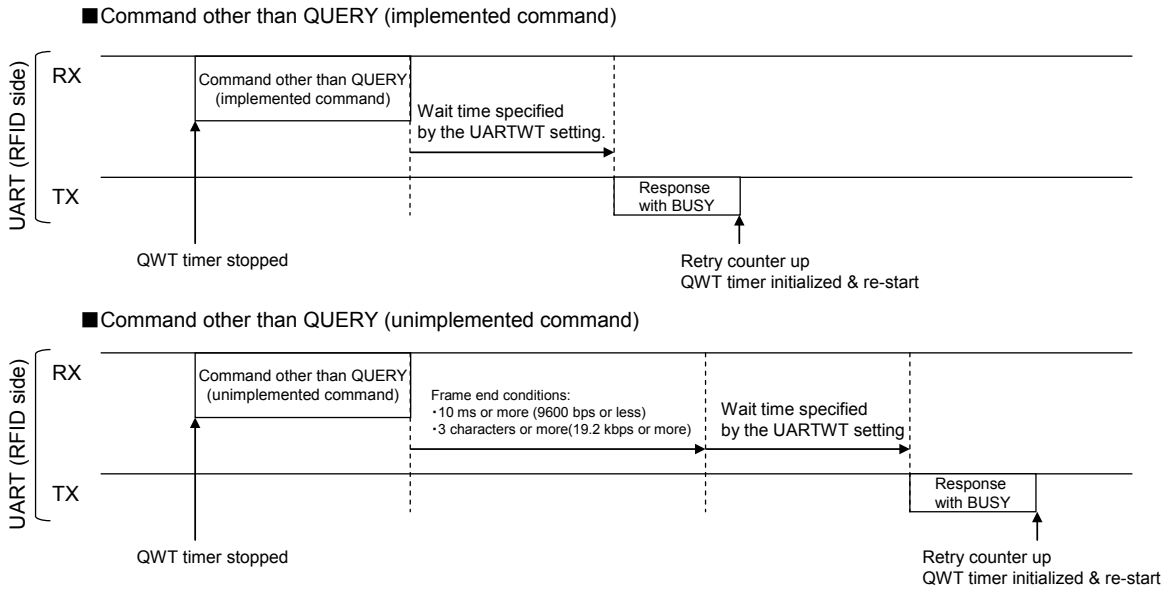 ■Command other than QUERY (implemented command)
UART (RFID side)
RX
Command other than QUERY
(implemented command)
Wait time specified
by the UARTWT setting.
TX
Response
with BUSY
QWT timer stopped
Retry counter up
QWT timer initialized & re-start
■Command other than QUERY (unimplemented command)
UART (RFID side)
RX
Command other than QUERY
(unimplemented command)
Frame end conditions:
・10 ms or more (9600 bps or less)
・3 characters or more(19.2 kbps or more)
Wait time specified
by the UARTWT setting
TX
Response
with BUSY
QWT timer stopped
Retry counter up
QWT timer initialized & re-start